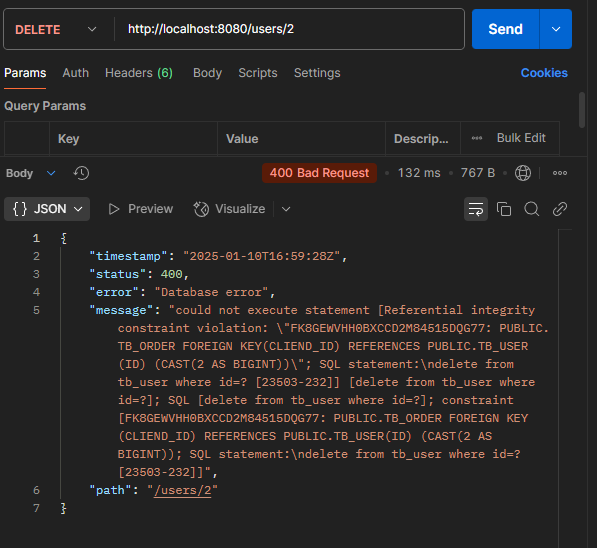 DELETE http://localhost:8080/users/2 Send
Params Auth Headers (6) Body Scripts Settings Cookies
Query Params
Key Value Descrip... Bulk Edit
Body 400 Bad Request • 132 ms • 767 B
{} JSON Preview Visualize
1 {
2 "timestamp": "2025-01-10T16:59:28Z",
3 "status": 400,
4 "error": "Database error",
5 "message": "could not execute statement [Referential integrity
constraint violation: \"FK8GEWVHH0BXCCD2M84515DQG77: PUBLIC.
TB_ORDER FOREIGN KEY(CLIEND_ID) REFERENCES PUBLIC.TB_USER
(ID) (CAST(2 AS BIGINT))\"; SQL statement:\ndelete from
tb_user where id=? [23503-232]] [delete from tb_user where
id=?]; SQL [delete from tb_user where id=?]; constraint
[FK8GEWVHH0BXCCD2M84515DQG77: PUBLIC.TB_ORDER FOREIGN KEY
(CLIEND_ID) REFERENCES PUBLIC.TB_USER(ID) (CAST(2 AS
BIGINT)); SQL statement:\ndelete from tb_user where id=?
[23503-232]]",
6 "path": "/users/2"
7 }